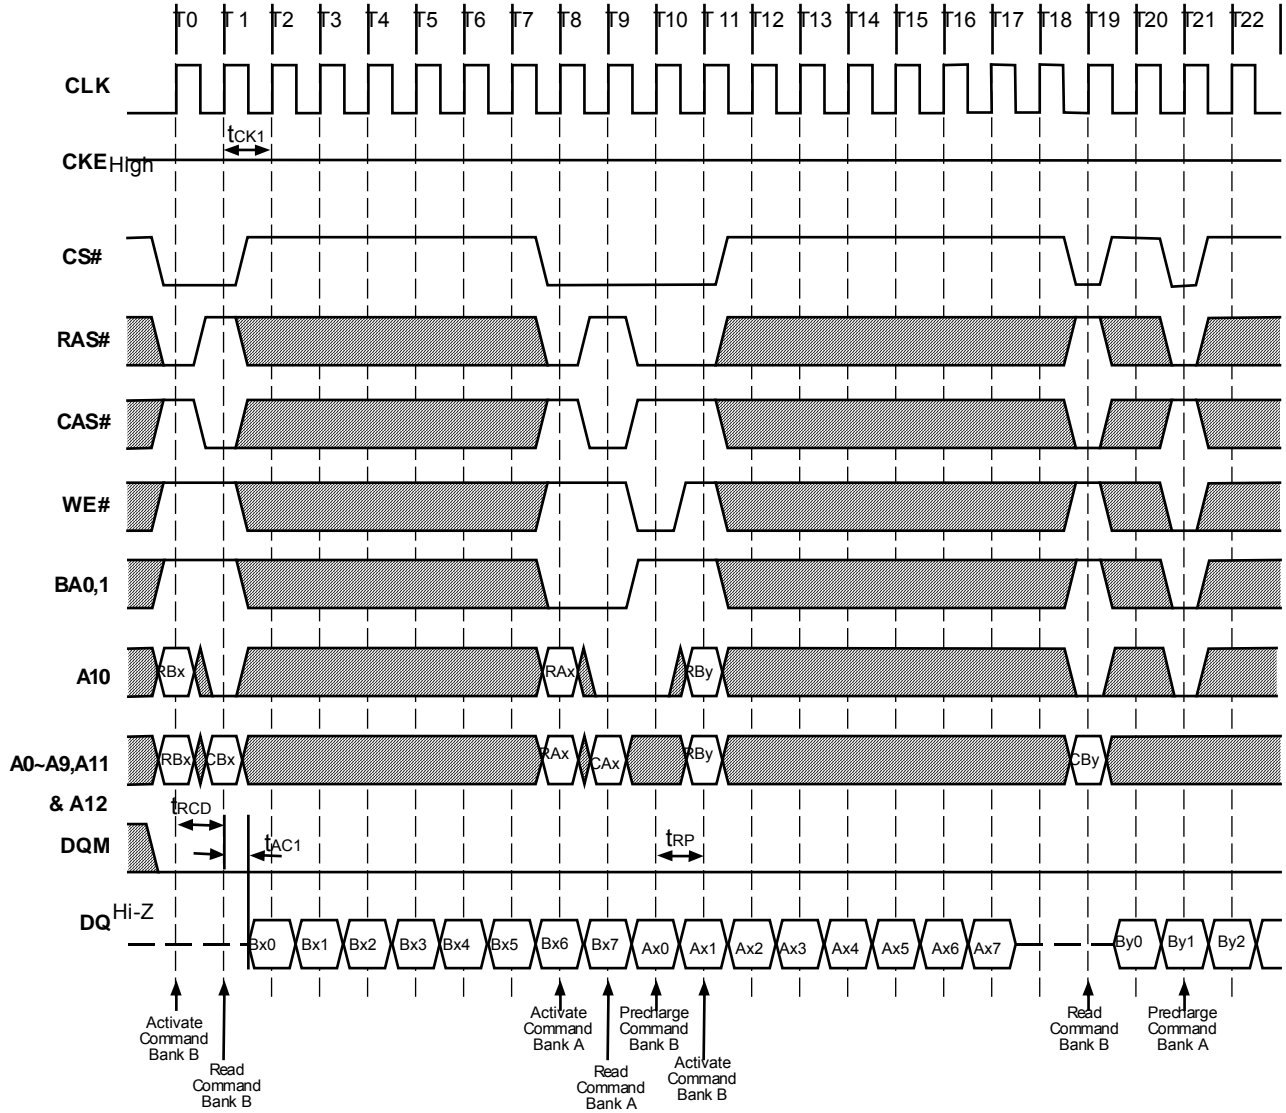 T0 T 1 T2 T3 T4 T5 T6 T7 T8 T9 T10 T 11 T12 T13 T14 T15 T16 T17 T18 T19 T20 T21 T22
CLK
tCK1
CKE High
CS#
RAS#
CAS#
WE#
BA0,1
A10 RBx RAx RBy
A0~A9,A11 RBx CBx RAx CAx RBy CBy
& A12
tRCD
DQM tAC1 tRP
DQ Hi-Z
Bx0 Bx1 Bx2 Bx3 Bx4 Bx5 Bx6 Bx7 Ax0 Ax1 Ax2 Ax3 Ax4 Ax5 Ax6 Ax7 By0 By1 By2
Activate
Command
Bank B
Read
Command
Bank B
Activate
Command
Bank A
Read
Command
Bank A
Precharge
Command
Bank B
Activate
Command
Bank B
Read
Command
Bank B
Precharge
Command
Bank A